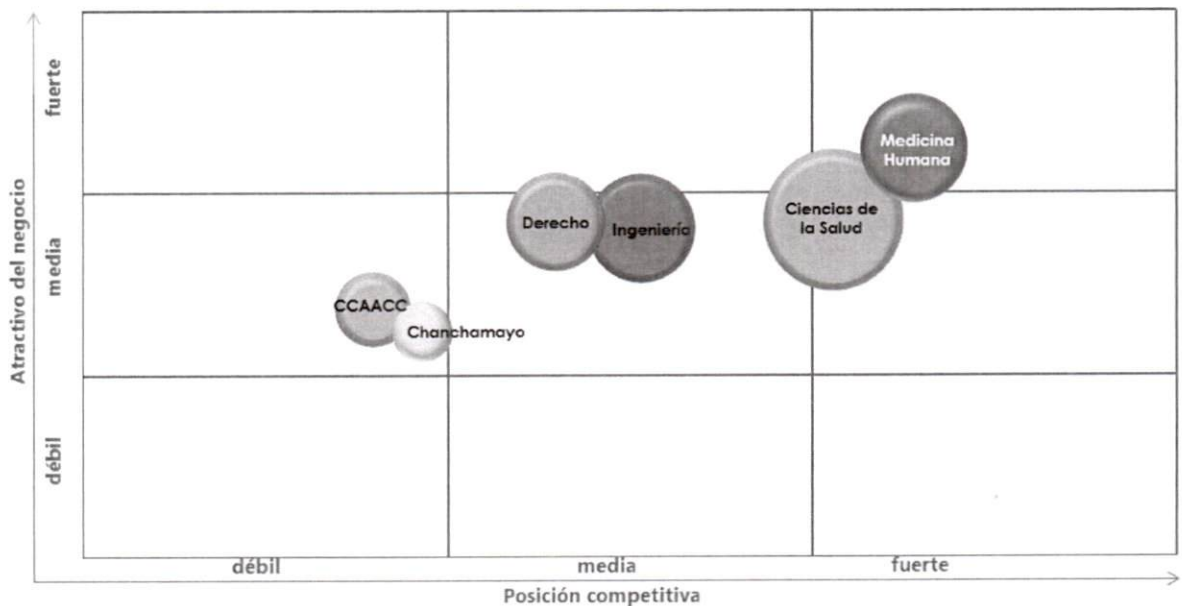 fuerte
Medicina
Humana
Ciencias de
la Salud
Derecho
Ingeniería
media
Atractivo del negocio
CCAACC
Chanchamayo
débil
débil
media
fuerte
Posición competitiva